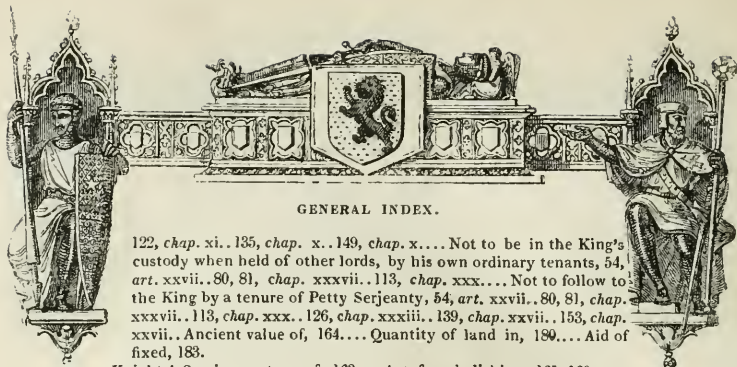 GENERAL INDEX.
122, chap. xi..135, chap. x..149, chap. x.... Not to be in the King's
custody when held of other lords, by his own ordinary tenants, 54,
art. xxvii..80, 81, chap. xxxvii..113, chap. xxx.... Not to follow to
the King by a tenure of Petty Serjeanty, 54, art. xxvii..80, 81, chap.
xxxvii..113, chap. xxx..126, chap. xxxiii..139, chap. xxvii..153, chap.
xxvii.. Ancient value of, 164.... Quantity of land in, 180.... Aid of
fixed, 183.